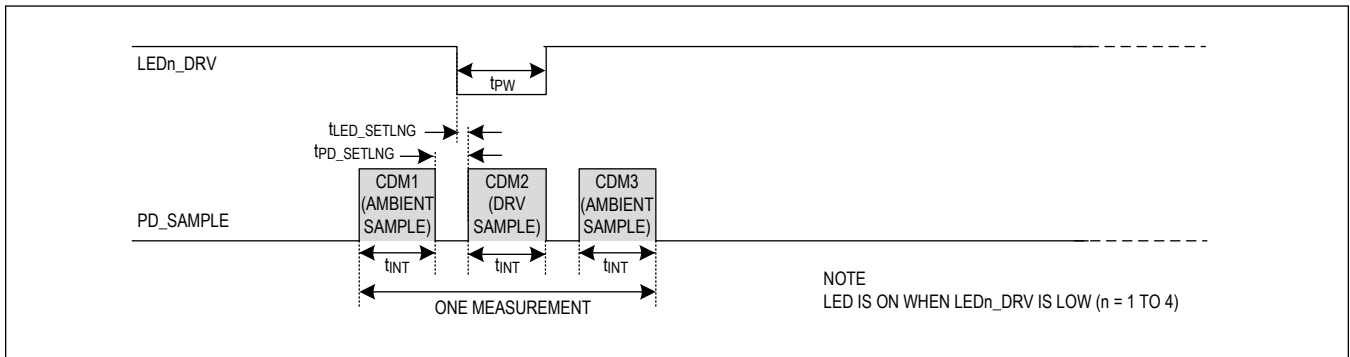 LEDn_DRV
tPW
tLED_SETLNG
tPD_SETLNG
CDM1
(AMBIENT
SAMPLE)
CDM2
(DRV
SAMPLE)
CDM3
(AMBIENT
SAMPLE)
PD_SAMPLE
tINT
tINT
tINT
ONE MEASUREMENT
NOTE
LED IS ON WHEN LEDn_DRV IS LOW (n = 1 TO 4)